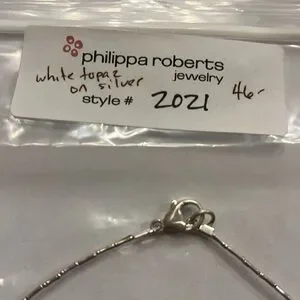 philippa roberts
jewelry
white topaz
on silver
style # 2021
46-